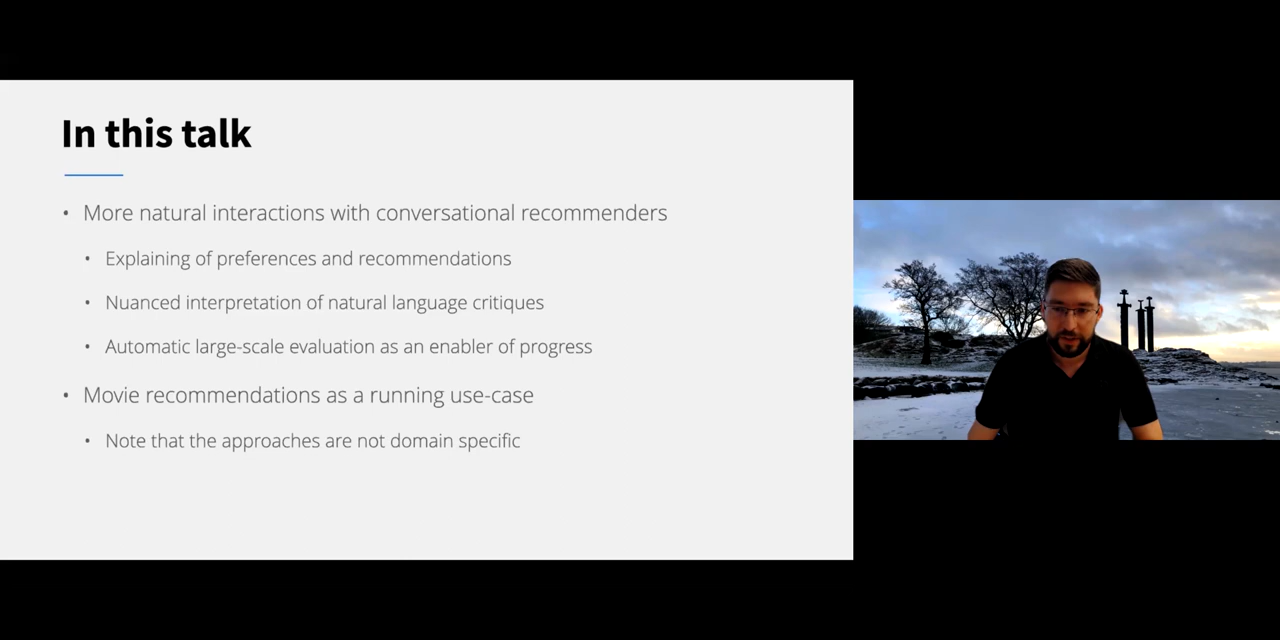 In this talk
• More natural interactions with conversational recommenders
• Explaining of preferences and recommendations
• Nuanced interpretation of natural language critiques
• Automatic large-scale evaluation as an enabler of progress
• Movie recommendations as a running use-case
• Note that the approaches are not domain specific